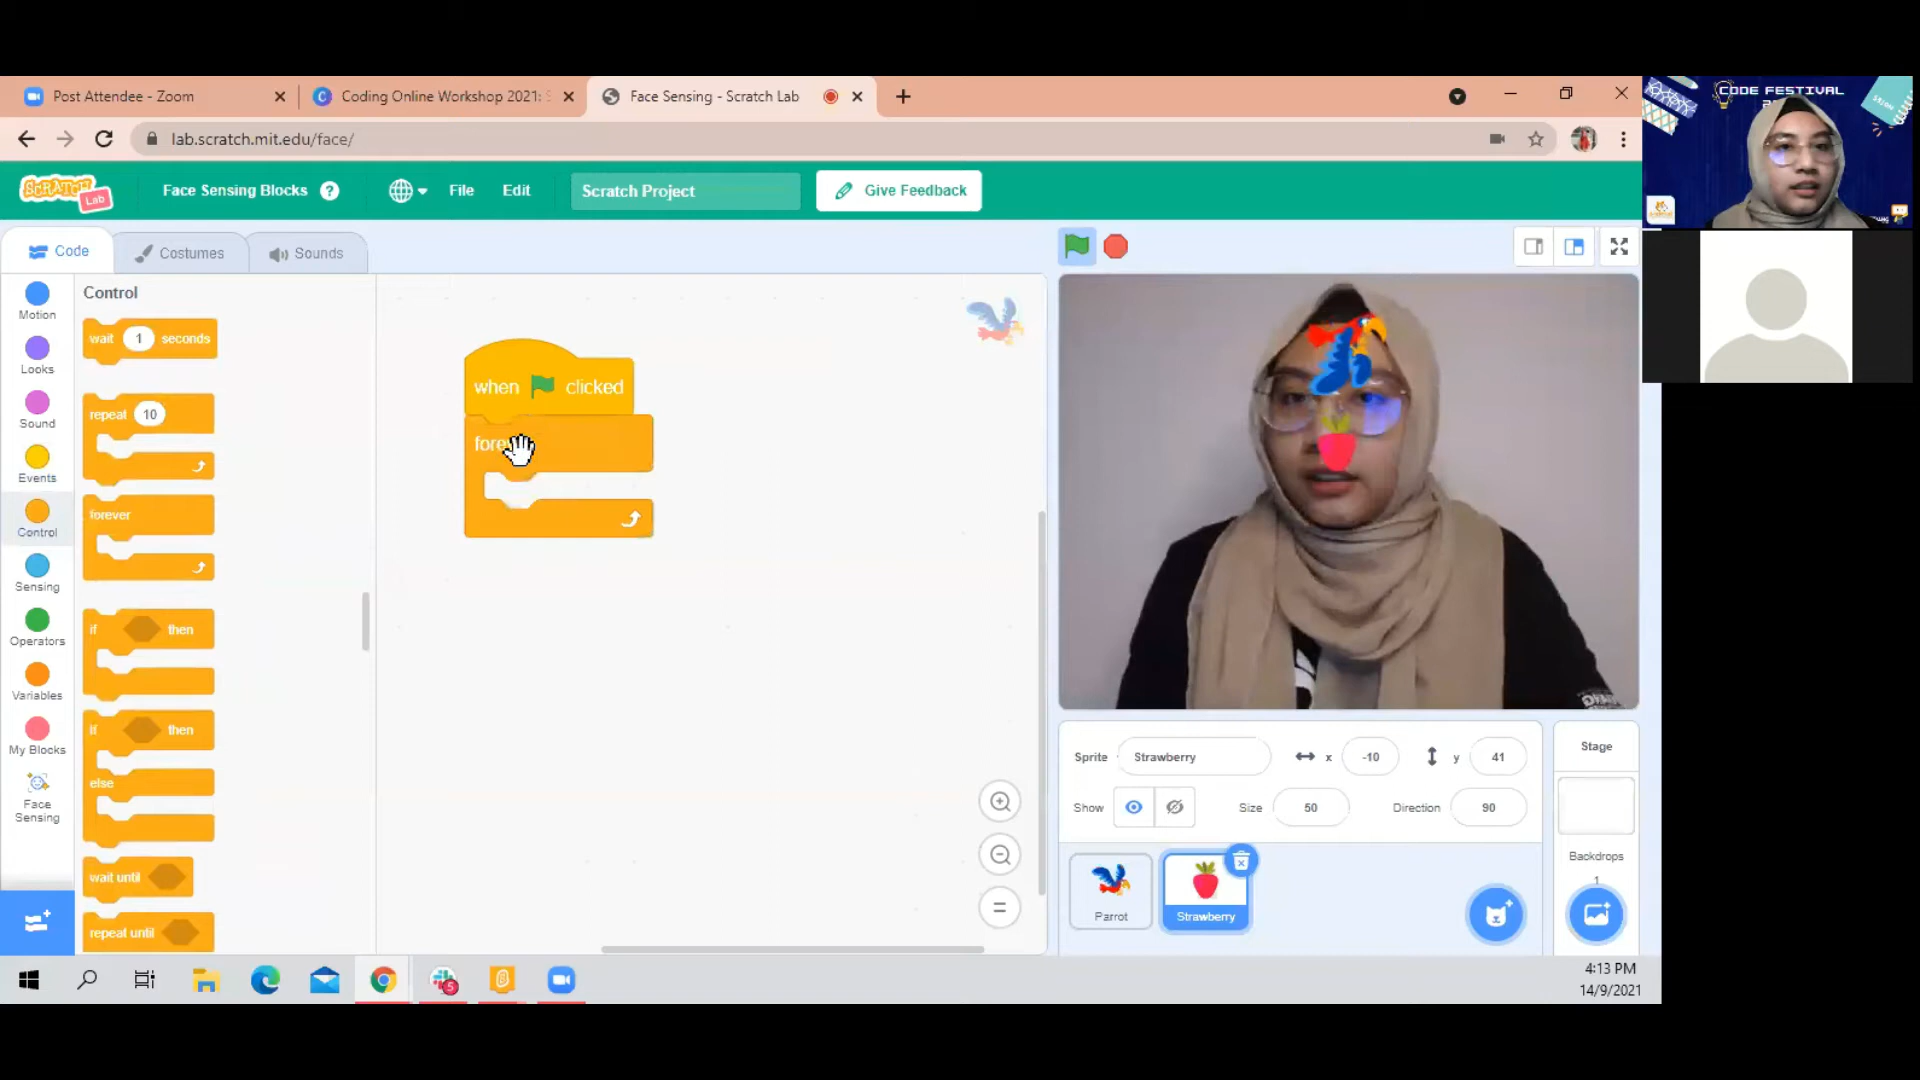 Post Attendee - Zoom
Coding Online Workshop 2021:
Face Sensing - Scratch Lab
lab.scratch.mit.edu/face/
SCRATCH Lab
Face Sensing Blocks
?
File
Edit
Scratch Project
Give Feedback
CODE FESTIVAL
Code
Costumes
Sounds
Motion
Looks
Sound
Events
Control
Sensing
Operators
Variables
My Blocks
Face Sensing
Control
wait 1 seconds
repeat 10
forever
if then
if then
else
wait until
repeat until
when clicked
fore
Sprite Strawberry x -10 y 41
Show Size 50 Direction 90
Parrot
Strawberry
Stage
Backdrops
1
5
4:13 PM
14/9/2021